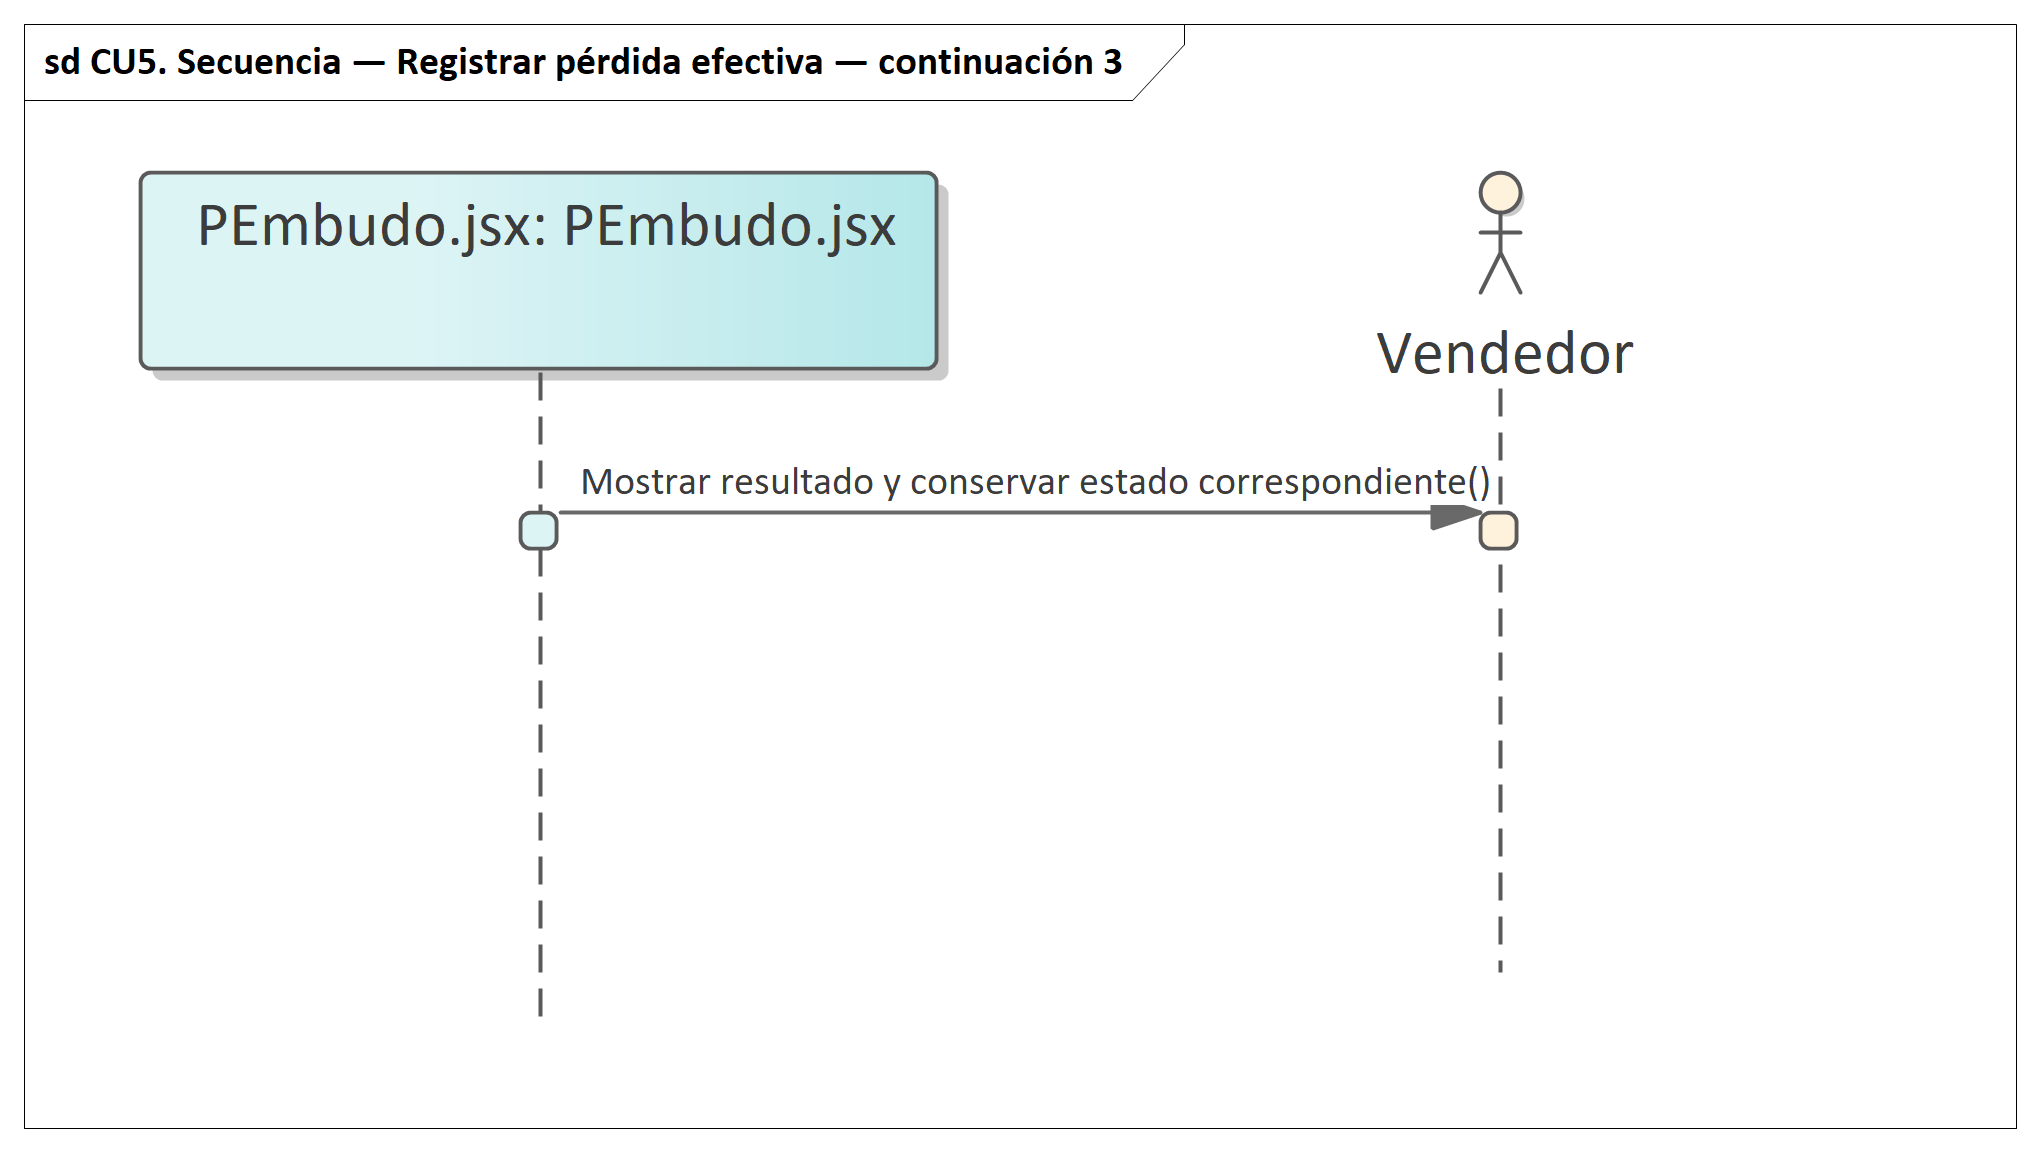 sd CU5. Secuencia — Registrar pérdida efectiva — continuación 3
PEmbudo.jsx: PEmbudo.jsx
Vendedor
Mostrar resultado y conservar estado correspondiente()